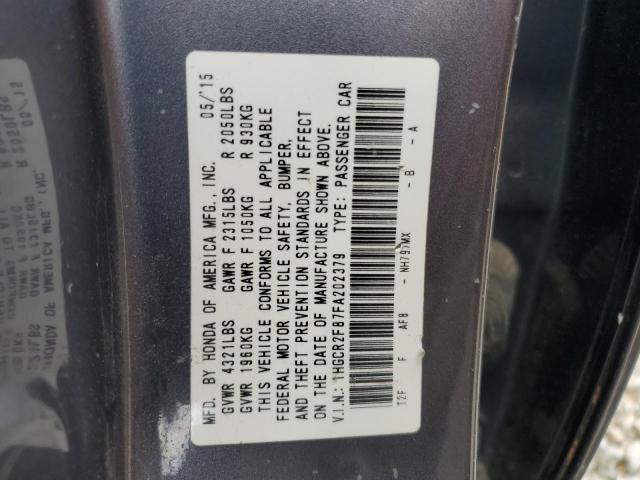 MFD. BY HONDA OF AMERICA MFG., INC. 05/'15
GVWR 4321LBS GAWR F 2315LBS R 2050LBS
GVWR 1960KG GAWR F 1050KG R 930KG
THIS VEHICLE CONFORMS TO ALL APPLICABLE
FEDERAL MOTOR VEHICLE SAFETY, BUMPER,
AND THEFT PREVENTION STANDARDS IN EFFECT
ON THE DATE OF MANUFACTURE SHOWN ABOVE.
V.I.N.: 1HGCR2F87FA202379 TYPE: PASSENGER CAR
T2F F AF8 - NH797MX - B - A